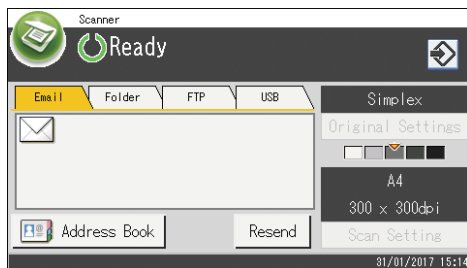 Scanner
Ready
Email Folder FTP USB
Simplex
Original Settings
A4
300 × 300dpi
Address Book Resend
Scan Setting
31/01/2017 15:14